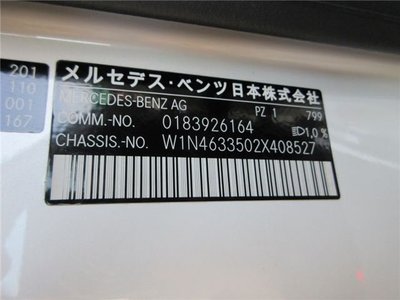 201
110
001
167
メルセデス・ベンツ日本株式会社
MERCEDES-BENZ AG PZ 1 799
COMM.-NO. 0183926164 1,0 %
CHASSIS.-NO. W1N4633502X408527